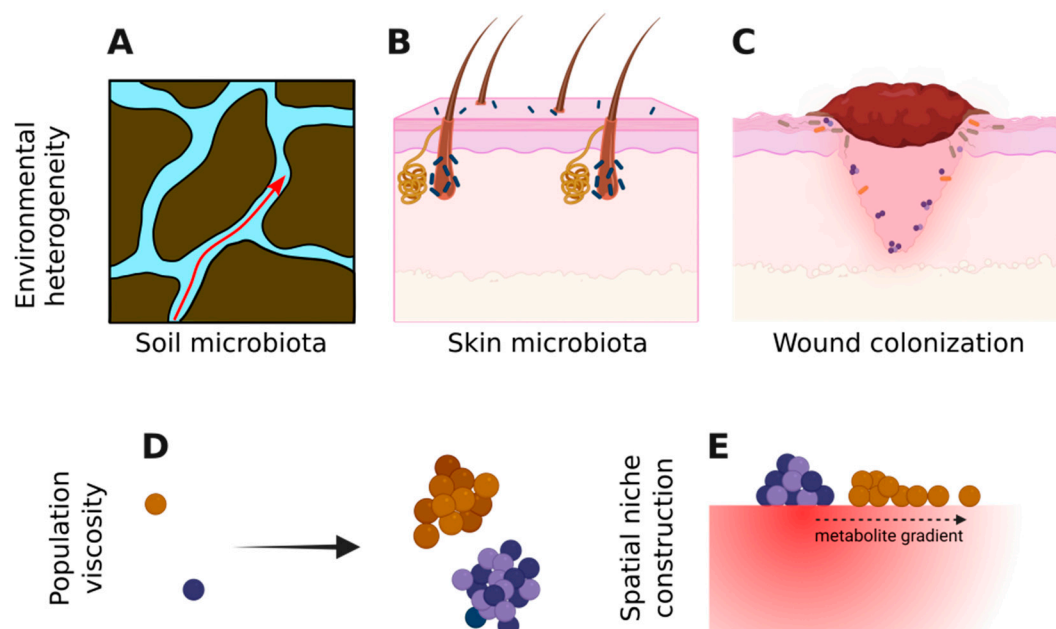 A
B
C
Environmental
heterogeneity
Soil microbiota
Skin microbiota
Wound colonization
D
E
Population
viscosity
Spatial niche
construction
metabolite gradient